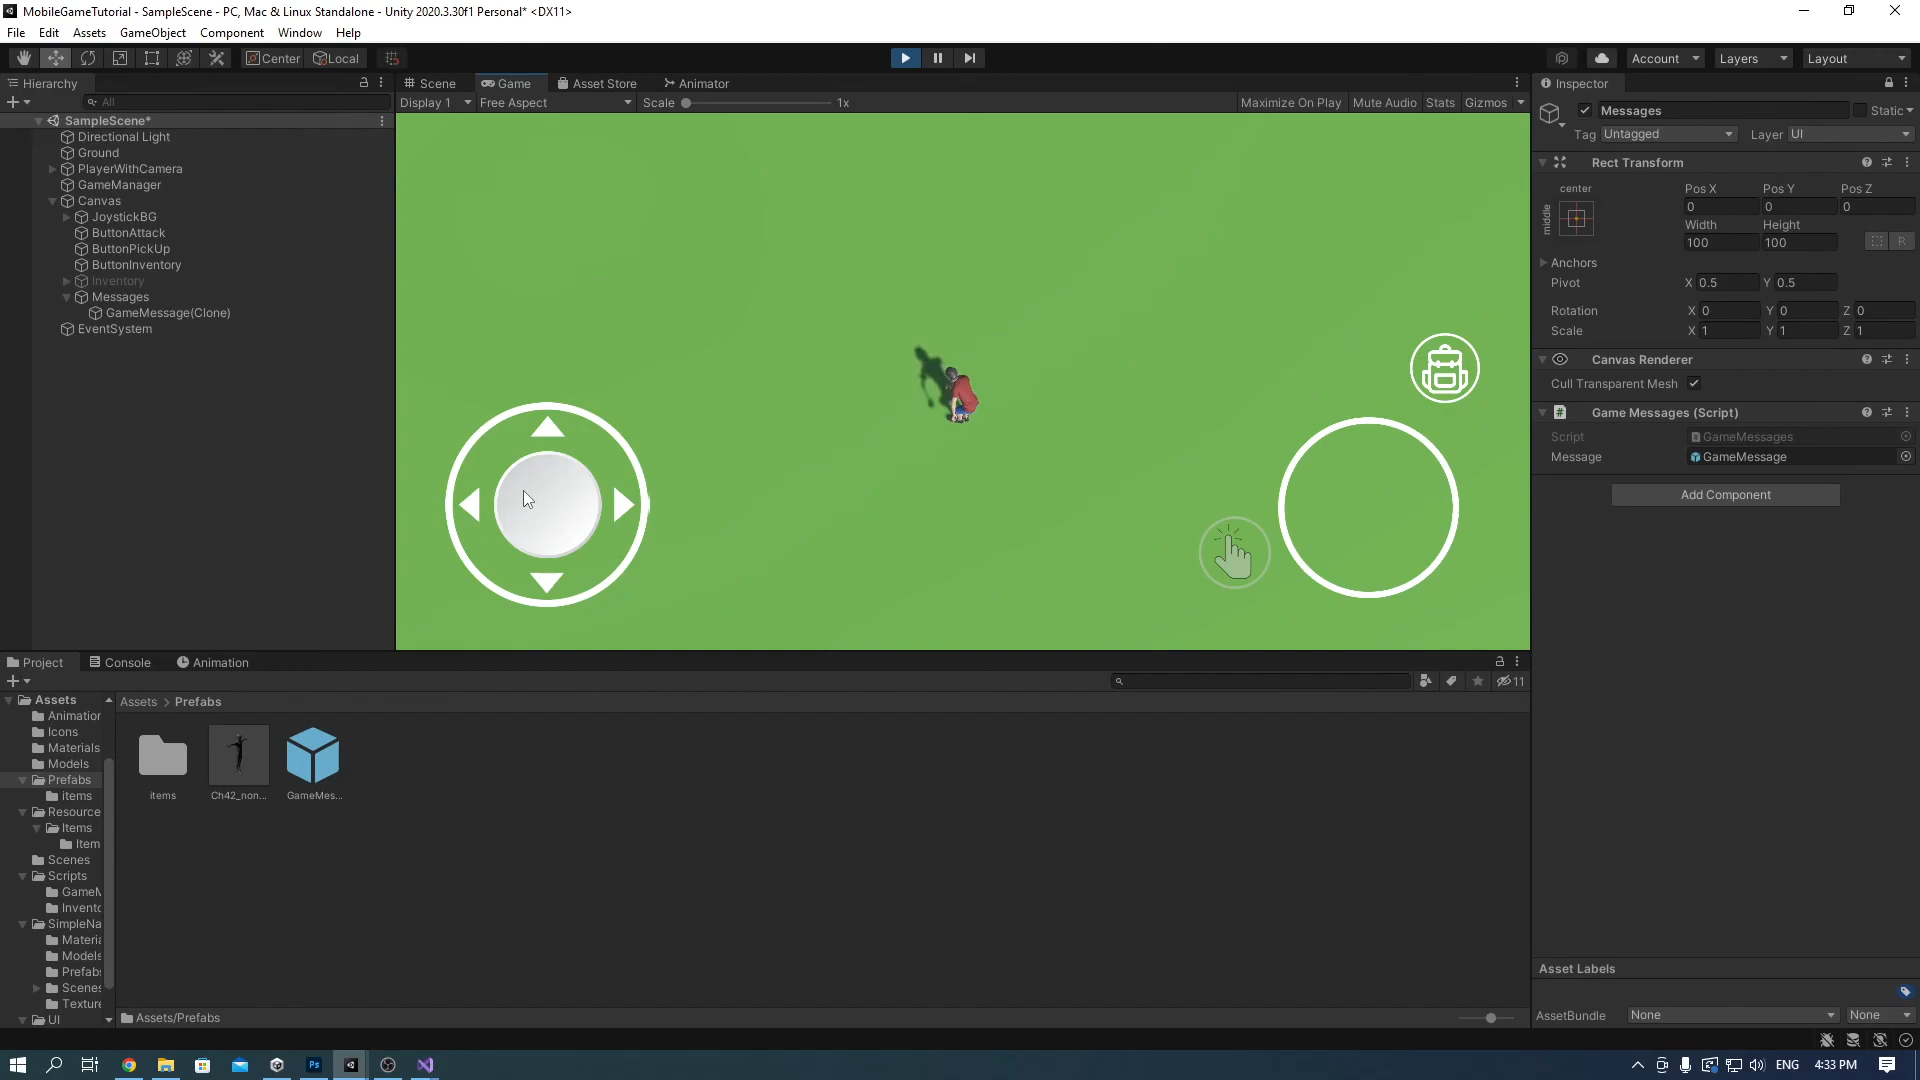 MobileGameTutorial - SampleScene - PC, Mac & Linux Standalone - Unity 2020.3.30f1 Personal* <DX11>
File Edit Assets GameObject Component Window Help
Center Local Account Layers Layout
Hierarchy
All
SampleScene*
Directional Light
Ground
PlayerWithCamera
GameManager
Canvas
JoystickBG
ButtonAttack
ButtonPickUp
ButtonInventory
Inventory
Messages
GameMessage(Clone)
EventSystem
Scene Game Asset Store Animator
Display 1 Free Aspect Scale 1x Maximize On Play Mute Audio Stats Gizmos
Inspector
Messages Static
Tag Untagged Layer UI
Rect Transform
center
middle
Pos X Pos Y Pos Z
0 0 0
Width Height
100 100 R
Anchors
Pivot X 0.5 Y 0.5
Rotation X 0 Y 0 Z 0
Scale X 1 Y 1 Z 1
Canvas Renderer
Cull Transparent Mesh
# Game Messages (Script)
Script GameMessages
Message GameMessage
Add Component
Asset Labels
AssetBundle None None
Project Console Animation
11
Assets
Animation
Icons
Materials
Models
Prefabs
items
Resource
Items
Item
Scenes
Scripts
GameM
Invento
SimpleNa
Materia
Models
Prefabs
Scenes
Texture
UI
Assets > Prefabs
items Ch42_non... GameMes...
Assets/Prefabs
Ps
ENG 4:33 PM